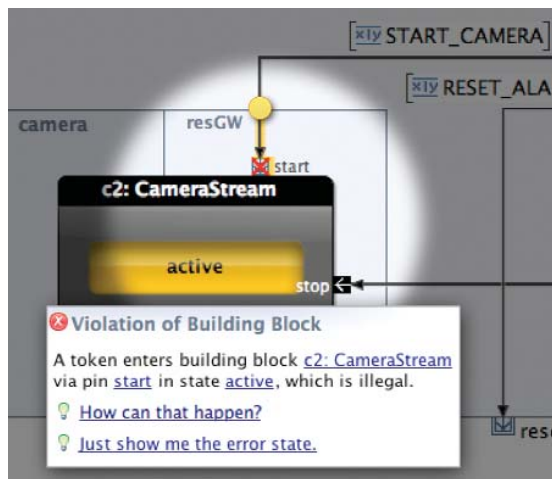 START_CAMERA]
RESET_ALA
camera
resGW
start
c2: CameraStream
active
stop
Violation of Building Block
A token enters building block c2: CameraStream
via pin start in state active, which is illegal.
How can that happen?
Just show me the error state.
rese